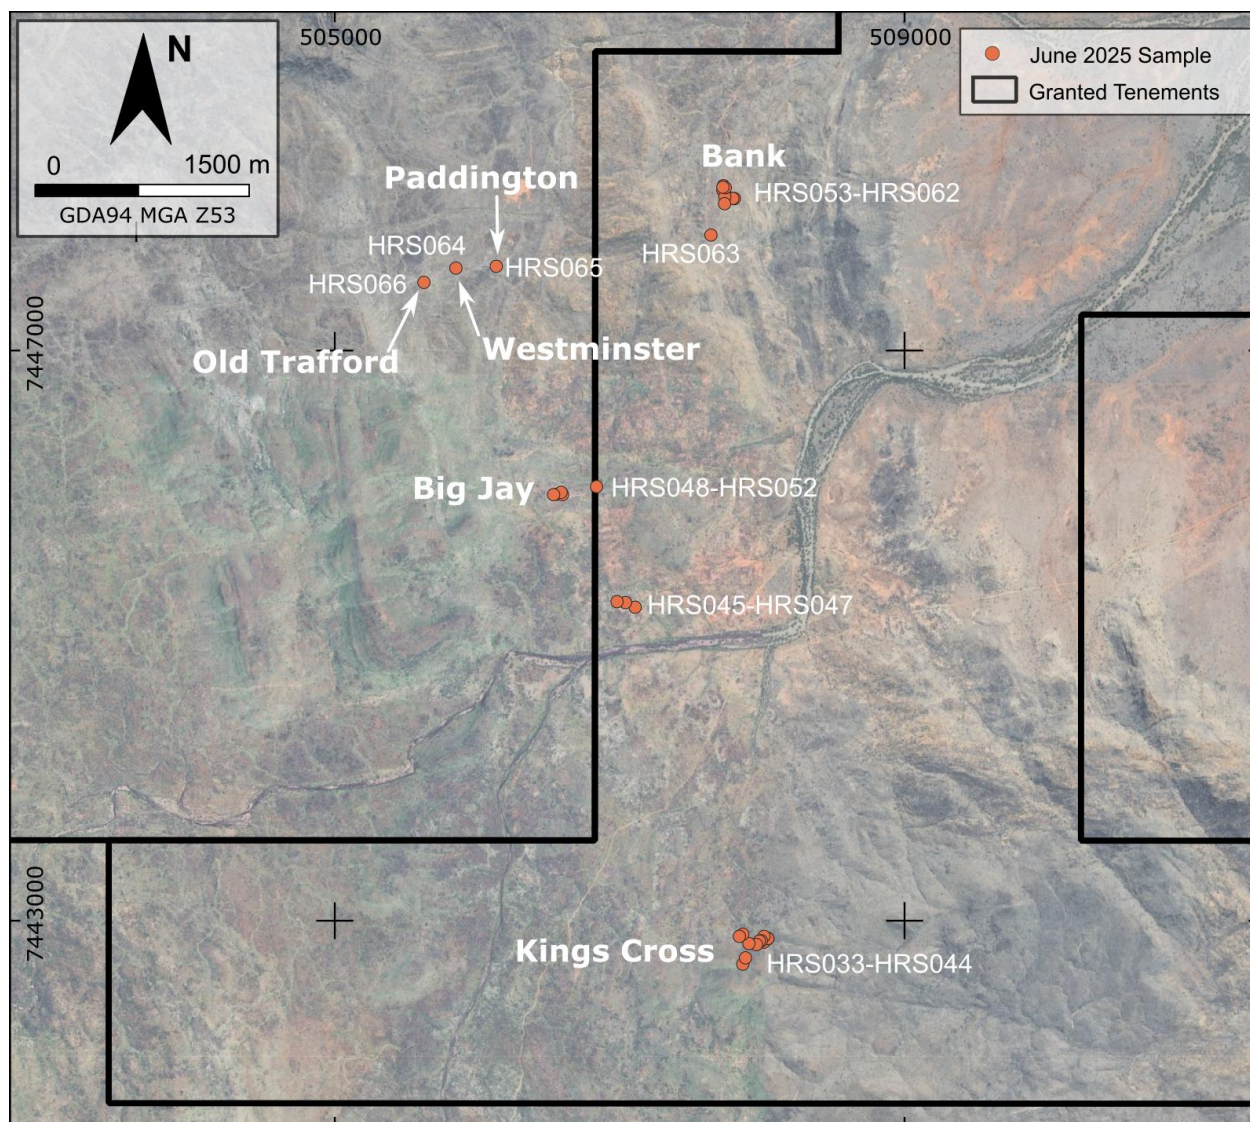 505000
509000
N
0 1500 m
GDA94 MGA Z53
June 2025 Sample
Granted Tenements
Bank
HRS053-HRS062
HRS063
Paddington
HRS064
HRS065
HRS066
Old Trafford
Westminster
7447000
Big Jay
HRS048-HRS052
HRS045-HRS047
7443000
Kings Cross
HRS033-HRS044